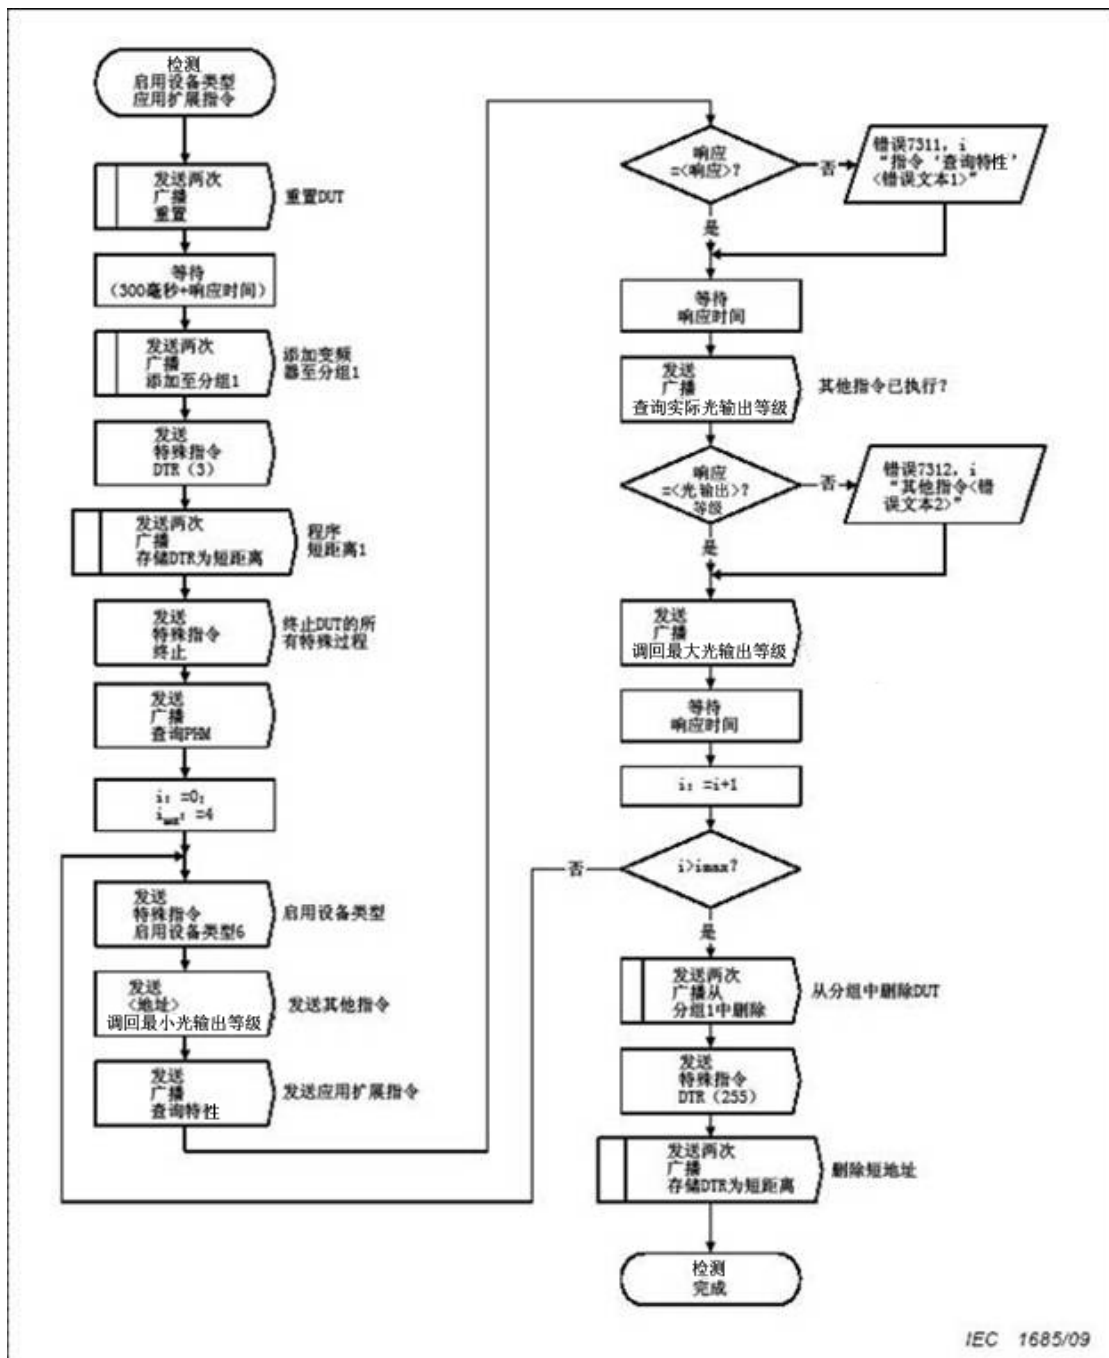 检测
启用设备类型
应用扩展指令
发送两次
广播
重置
重置DUT
等待
(300毫秒+响应时间)
发送两次
广播
添加至分组1
添加变频
器至分组1
发送
特殊指令
DTR (3)
发送两次
广播
存储DTR为短距离
程序
短距离1
发送
特殊指令
终止
终止DUT的所
有特殊过程
发送
广播
查询PHM
i: =0;
imax: =4
发送
特殊指令
启用设备类型6
启用设备类型
发送
<地址>
调回最小光输出等级
发送其他指令
发送
广播
查询特性
发送应用扩展指令
响应
=<响应>?
否
错误7311, i
“指令‘查询特性’
<错误文本1>”
是
等待
响应时间
发送
广播
查询实际光输出等级
其他指令已执行?
响应
=<光输出>?
等级
否
错误7312, i
“其他指令<错
误文本2>”
是
发送
广播
调回最大光输出等级
等待
响应时间
i: =i+1
i>imax?
否
是
发送两次
广播从
分组1中删除
从分组中删除DUT
发送
特殊指令
DTR (255)
发送两次
广播
存储DTR为短距离
删除短地址
检测
完成
IEC 1685/09